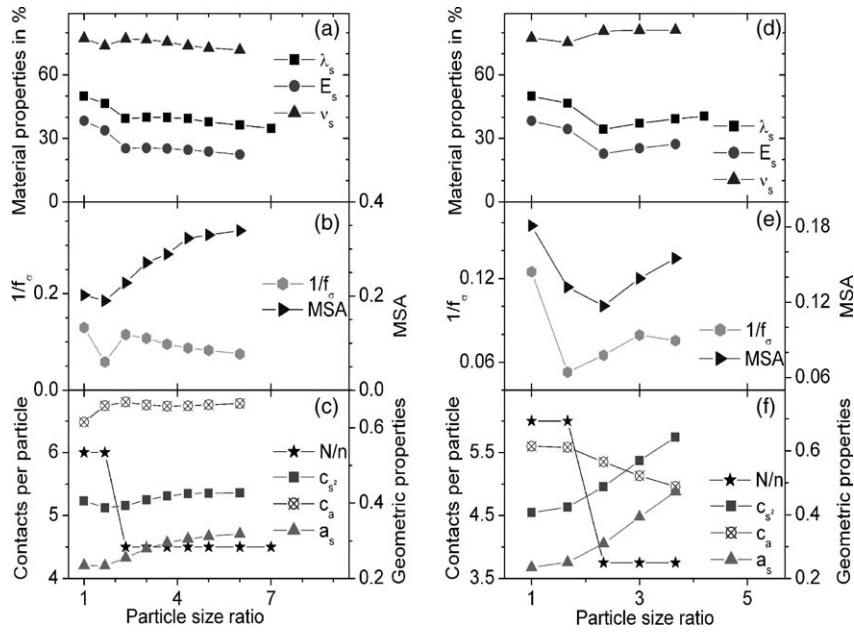 Material properties in %
60
30
0
(a)
λs
Es
νs
1/fσ
0.2
0.0
(b)
1/fσ
MSA
0.4
0.2
0.0
MSA
Contacts per particle
6
5
4
(c)
N/n
cs²
ca
as
0.6
0.4
0.2
Geometric properties
1
4
7
Particle size ratio
Material properties in %
60
30
0
(d)
λs
Es
νs
1/fσ
0.12
0.06
(e)
1/fσ
MSA
0.18
0.12
0.06
MSA
Contacts per particle
5.5
4.5
3.5
(f)
N/n
cs²
ca
as
0.6
0.4
0.2
Geometric properties
1
3
5
Particle size ratio